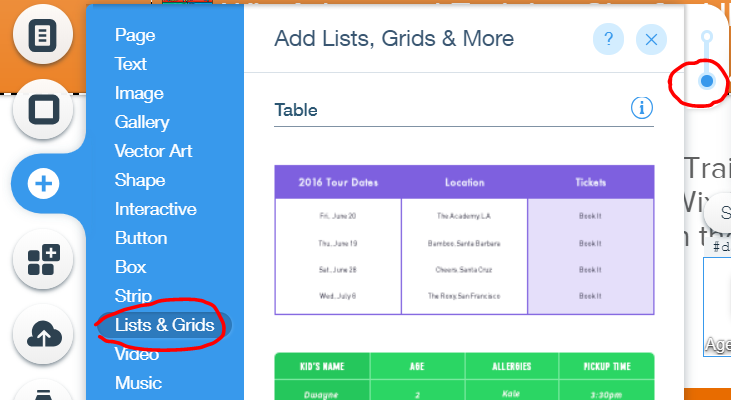 Page
Text
Image
Gallery
Vector Art
Shape
Interactive
Button
Box
Strip
Lists & Grids
Video
Music
Add Lists, Grids & More
?
Table
2016 Tour Dates Location Tickets
Fri., June 20 The Academy, LA Book It
Thu., June 19 Bamboo, Santa Barbara Book It
Sat., June 28 Cheers, Santa Cruz Book It
Wed., July 6 The Roxy, San Francisco Book It
KID'S NAME AGE ALLERGIES PICKUP TIME
Dwayne 2 Kale 3:30pm
Trai
Wix
S
n th
#d
Age